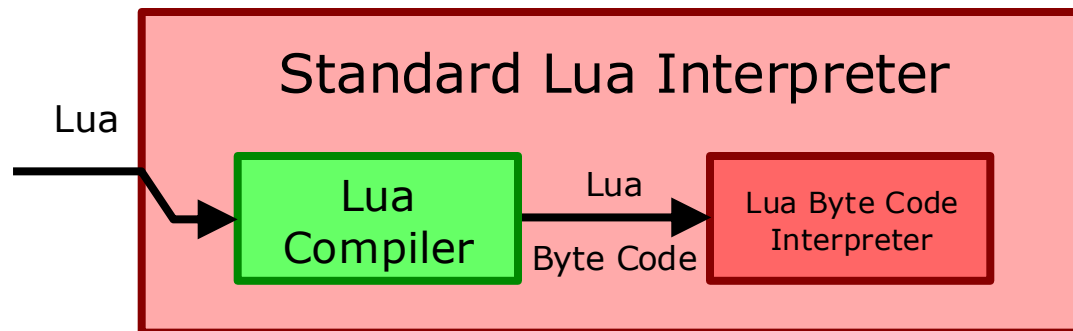 Standard Lua Interpreter
Lua
Lua
Compiler
Lua
Byte Code
Lua Byte Code
Interpreter